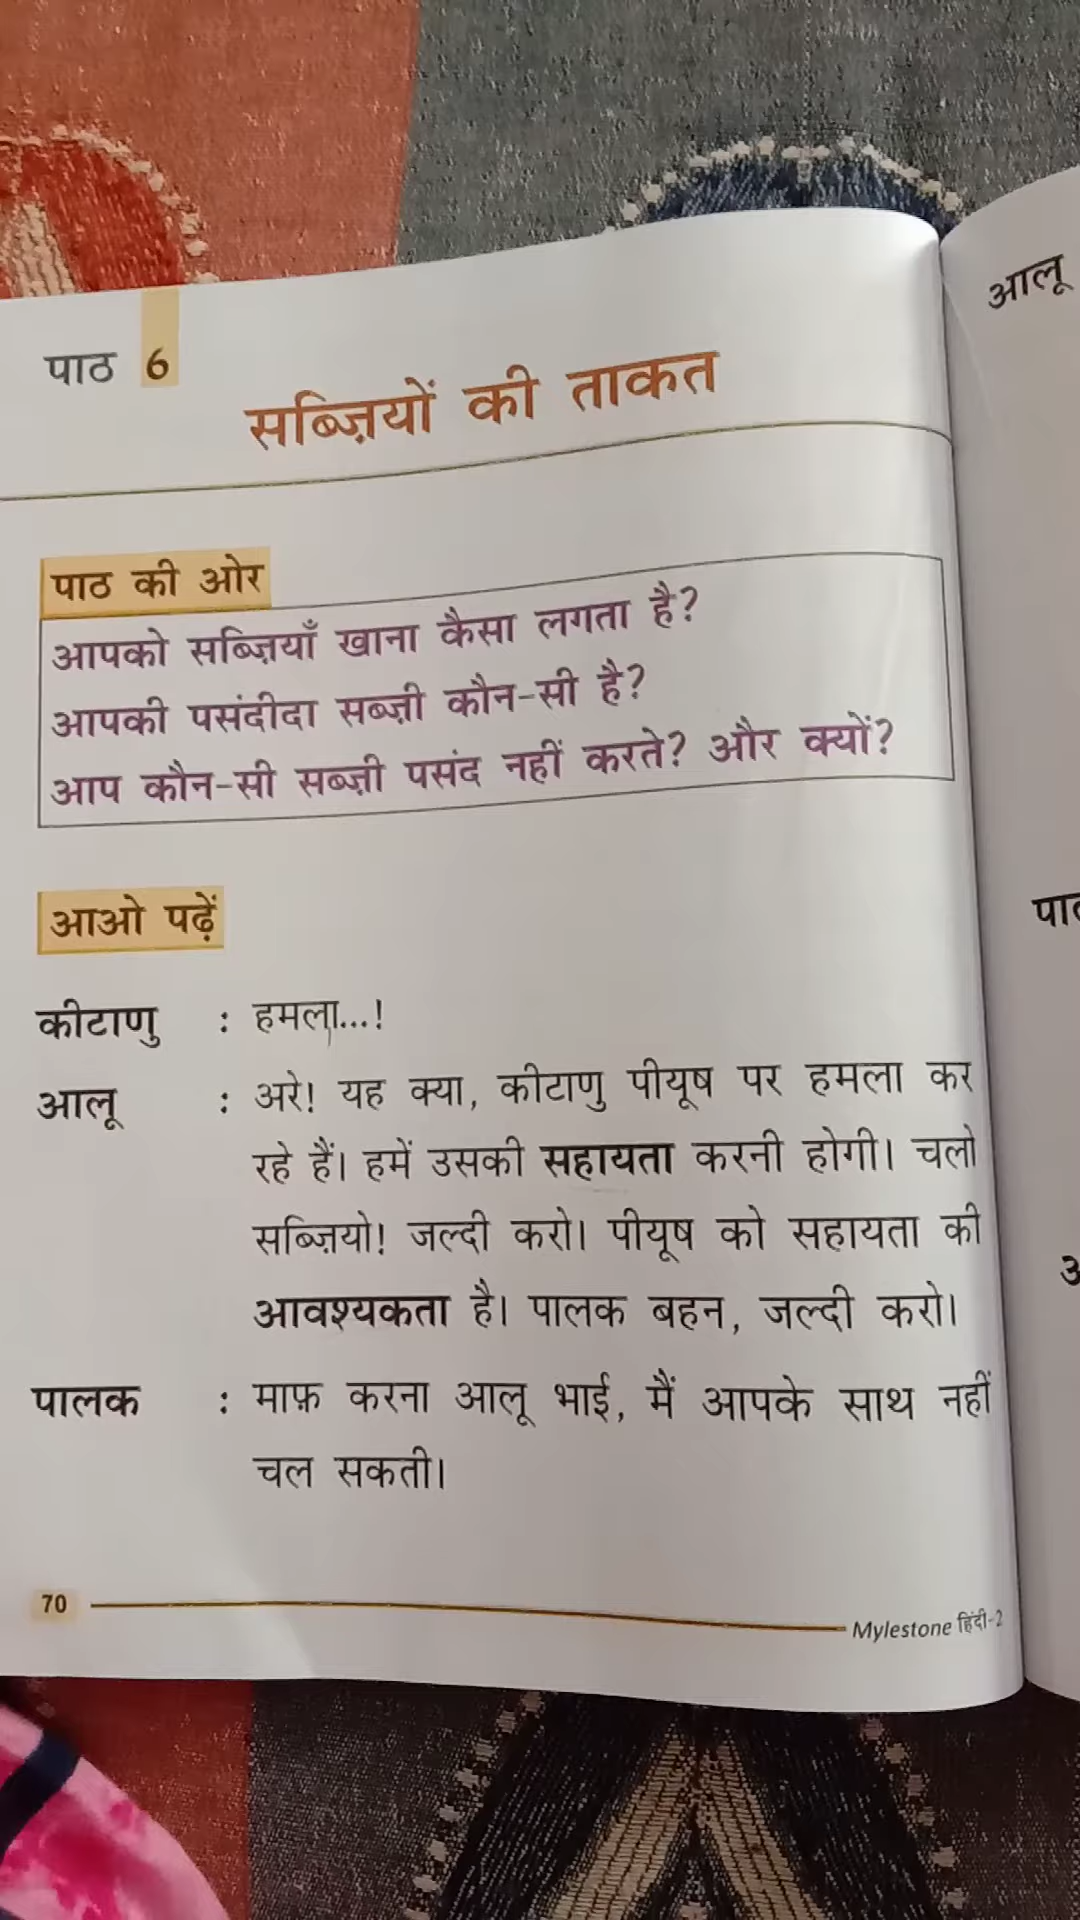 पाठ 6
सब्ज़ियों की ताकत
पाठ की ओर
आपको सब्ज़ियाँ खाना कैसा लगता है?
आपकी पसंदीदा सब्ज़ी कौन-सी है?
आप कौन-सी सब्ज़ी पसंद नहीं करते? और क्यों?
आओ पढ़ें
कीटाणु : हमला...!
आलू : अरे! यह क्या, कीटाणु पीयूष पर हमला कर
रहे हैं। हमें उसकी सहायता करनी होगी। चलो
सब्ज़ियो! जल्दी करो। पीयूष को सहायता की
आवश्यकता है। पालक बहन, जल्दी करो।
पालक : माफ़ करना आलू भाई, मैं आपके साथ नहीं
चल सकती।
70
Mylestone हिंदी-2
आलू